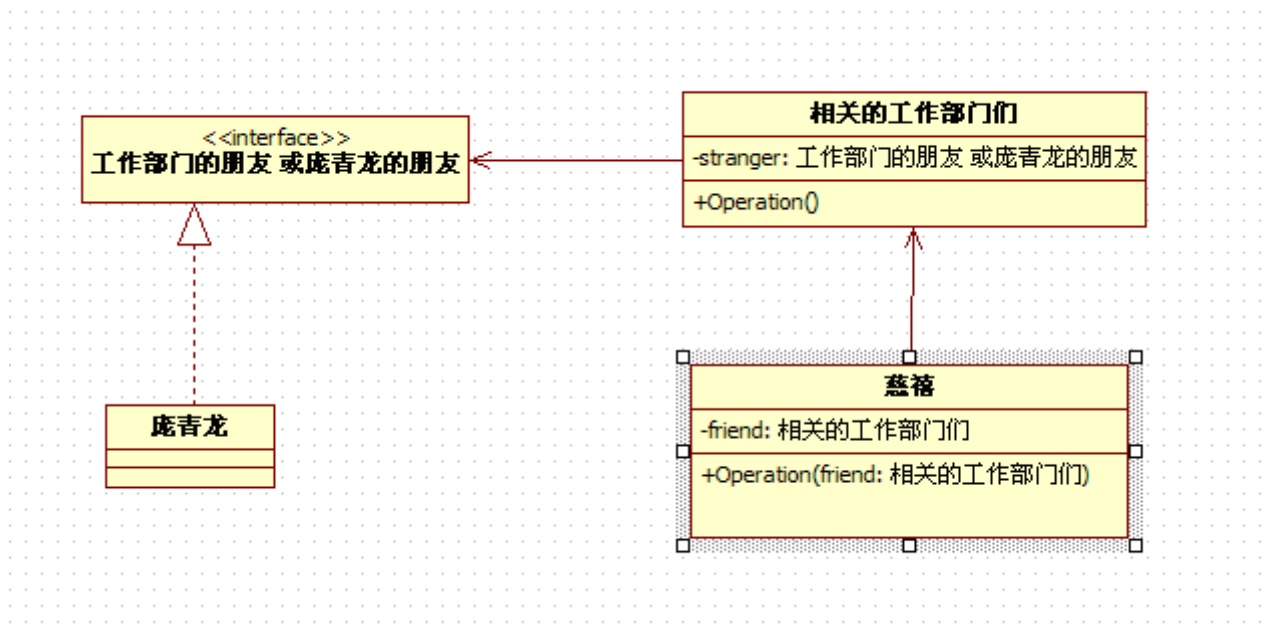 <<interface>>
工作部门的朋友 或庞青龙的朋友
相关的工作部门们
-stranger: 工作部门的朋友 或庞青龙的朋友
+Operation()
庞青龙
慈禧
-friend: 相关的工作部门们
+Operation(friend: 相关的工作部门们)